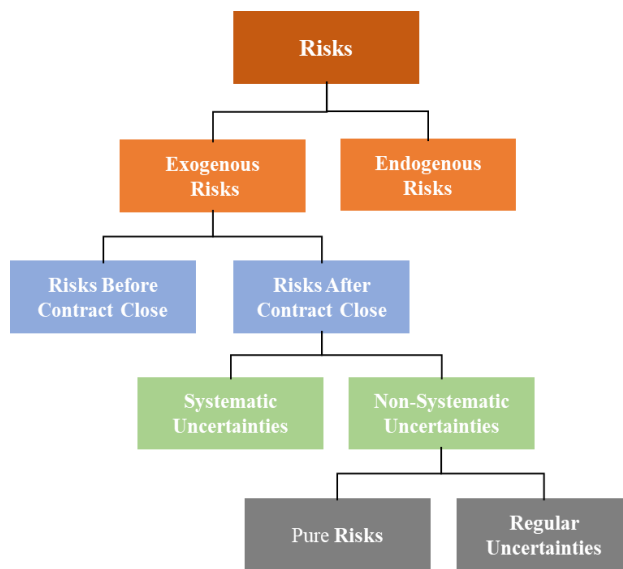 Risks
Exogenous
Risks
Endogenous
Risks
Risks Before
Contract Close
Risks After
Contract Close
Systematic
Uncertainties
Non-Systematic
Uncertainties
Pure Risks
Regular
Uncertainties